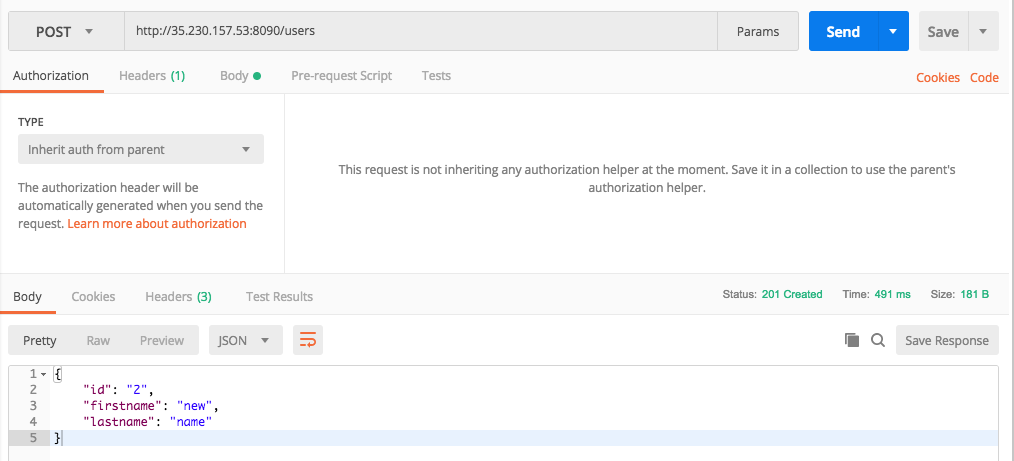 POST http://35.230.157.53:8090/users Params Send Save
Authorization Headers (1) Body Pre-request Script Tests Cookies Code
TYPE
Inherit auth from parent
The authorization header will be
automatically generated when you send the
request. Learn more about authorization
This request is not inheriting any authorization helper at the moment. Save it in a collection to use the parent's
authorization helper.
Body Cookies Headers (3) Test Results Status: 201 Created Time: 491 ms Size: 181 B
Pretty Raw Preview JSON Save Response
1 {
2 "id": "2",
3 "firstname": "new",
4 "lastname": "name"
5 }